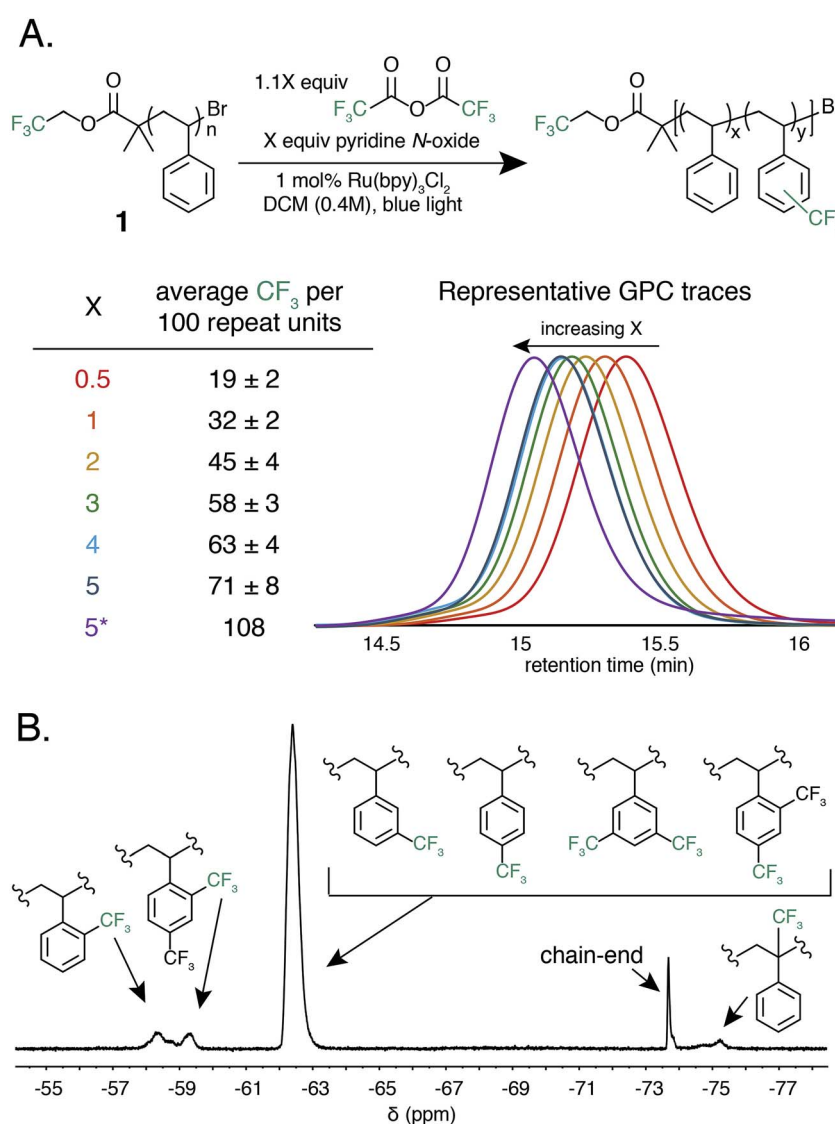 A.
1.1X equiv
O O
F₃C O CF₃
X equiv pyridine N-oxide
1 mol% Ru(bpy)₃Cl₂
DCM (0.4M), blue light
F₃C O O Br n
1
F₃C O O x y B
CF
X
average CF₃ per
100 repeat units
0.5 19 ± 2
1 32 ± 2
2 45 ± 4
3 58 ± 3
4 63 ± 4
5 71 ± 8
5* 108
Representative GPC traces
increasing X
14.5 15 15.5 16
retention time (min)
B.
CF₃
CF₃
CF₃
CF₃
CF₃
F₃C CF₃
CF₃
CF₃
chain-end
CF₃
-55 -57 -59 -61 -63 -65 -67 -69 -71 -73 -75 -77
δ (ppm)